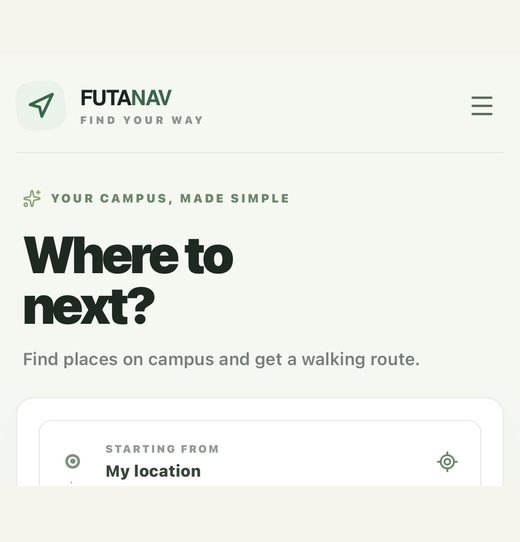 FUTANAV
FIND YOUR WAY
YOUR CAMPUS, MADE SIMPLE
Where to
next?
Find places on campus and get a walking route.
STARTING FROM
My location